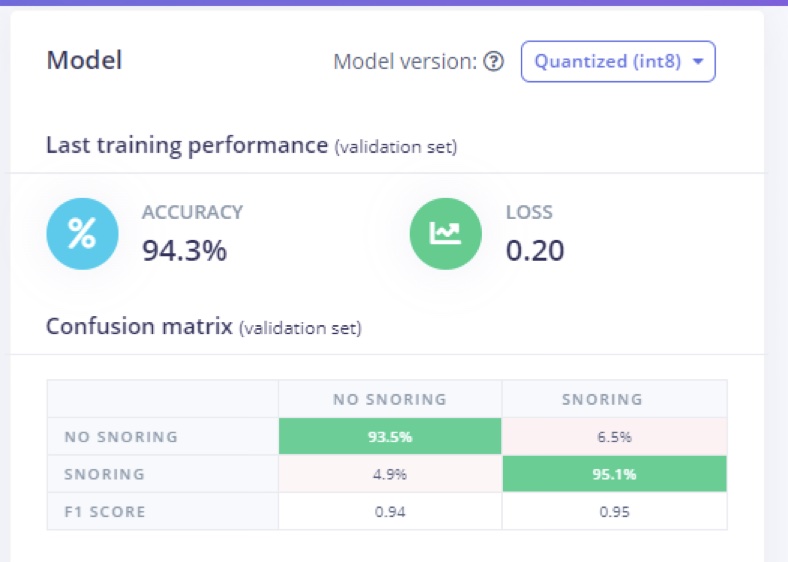 Model
Model version: ? Quantized (int8)
Last training performance (validation set)
% ACCURACY 94.3%
LOSS 0.20
Confusion matrix (validation set)
NO SNORING SNORING
NO SNORING 93.5% 6.5%
SNORING 4.9% 95.1%
F1 SCORE 0.94 0.95